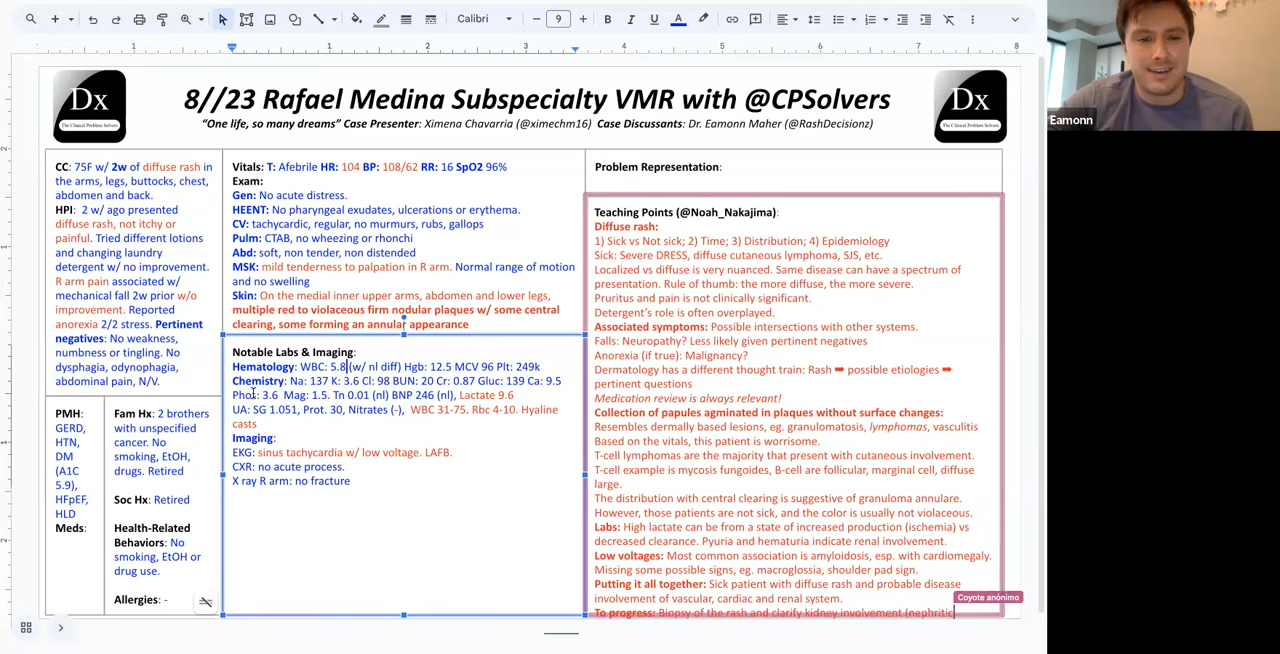 Calibri
9
1
1
2
3
4
5
6
7
8
Dx
The Clinical Problem Solvers
8//23 Rafael Medina Subspecialty VMR with @CPSolvers
“One life, so many dreams” Case Presenter: Ximena Chavarria (@ximechm16) Case Discussants: Dr. Eamonn Maher (@RashDecisionz)
Dx
The Clinical Problem Solvers
CC: 75F w/ 2w of diffuse rash in
the arms, legs, buttocks, chest,
abdomen and back.
HPI: 2 w/ ago presented
diffuse rash, not itchy or
painful. Tried different lotions
and changing laundry
detergent w/ no improvement.
R arm pain associated w/
mechanical fall 2w prior w/o
improvement. Reported
anorexia 2/2 stress. Pertinent
negatives: No weakness,
numbness or tingling. No
dysphagia, odynophagia,
abdominal pain, N/V.
PMH:
GERD,
HTN,
DM
(A1C
5.9),
HFpEF,
HLD
Meds:
Fam Hx: 2 brothers
with unspecified
cancer. No
smoking, EtOH,
drugs. Retired
Soc Hx: Retired
Health-Related
Behaviors: No
smoking, EtOH or
drug use.
Allergies: -
Vitals: T: Afebrile HR: 104 BP: 108/62 RR: 16 SpO2 96%
Exam:
Gen: No acute distress.
HEENT: No pharyngeal exudates, ulcerations or erythema.
CV: tachycardic, regular, no murmurs, rubs, gallops
Pulm: CTAB, no wheezing or rhonchi
Abd: soft, non tender, non distended
MSK: mild tenderness to palpation in R arm. Normal range of motion
and no swelling
Skin: On the medial inner upper arms, abdomen and lower legs,
multiple red to violaceous firm nodular plaques w/ some central
clearing, some forming an annular appearance
Notable Labs & Imaging:
Hematology: WBC: 5.8 (w/ nl diff) Hgb: 12.5 MCV 96 Plt: 249k
Chemistry: Na: 137 K: 3.6 Cl: 98 BUN: 20 Cr: 0.87 Gluc: 139 Ca: 9.5
Phos: 3.6 Mag: 1.5. Tn 0.01 (nl) BNP 246 (nl), Lactate 9.6
UA: SG 1.051, Prot. 30, Nitrates (-), WBC 31-75. Rbc 4-10. Hyaline
casts
Imaging:
EKG: sinus tachycardia w/ low voltage. LAFB.
CXR: no acute process.
X ray R arm: no fracture
Problem Representation:
Teaching Points (@Noah_Nakajima):
Diffuse rash:
1) Sick vs Not sick; 2) Time; 3) Distribution; 4) Epidemiology
Sick: Severe DRESS, diffuse cutaneous lymphoma, SJS, etc.
Localized vs diffuse is very nuanced. Same disease can have a spectrum of
presentation. Rule of thumb: the more diffuse, the more severe.
Pruritus and pain is not clinically significant.
Detergent’s role is often overplayed.
Associated symptoms: Possible intersections with other systems.
Falls: Neuropathy? Less likely given pertinent negatives
Anorexia (if true): Malignancy?
Dermatology has a different thought train: Rash ➡ possible etiologies ➡
pertinent questions
Medication review is always relevant!
Collection of papules agminated in plaques without surface changes:
Resembles dermally based lesions, eg. granulomatosis, lymphomas, vasculitis
Based on the vitals, this patient is worrisome.
T-cell lymphomas are the majority that present with cutaneous involvement.
T-cell example is mycosis fungoides, B-cell are follicular, marginal cell, diffuse
large.
The distribution with central clearing is suggestive of granuloma annulare.
However, those patients are not sick, and the color is usually not violaceous.
Labs: High lactate can be from a state of increased production (ischemia) vs
decreased clearance. Pyuria and hematuria indicate renal involvement.
Low voltages: Most common association is amyloidosis, esp. with cardiomegaly.
Missing some possible signs, eg. macroglossia, shoulder pad sign.
Putting it all together: Sick patient with diffuse rash and probable disease
involvement of vascular, cardiac and renal system.
Coyote anónimo
To progress: Biopsy of the rash and clarify kidney involvement (nephritic
Eamonn